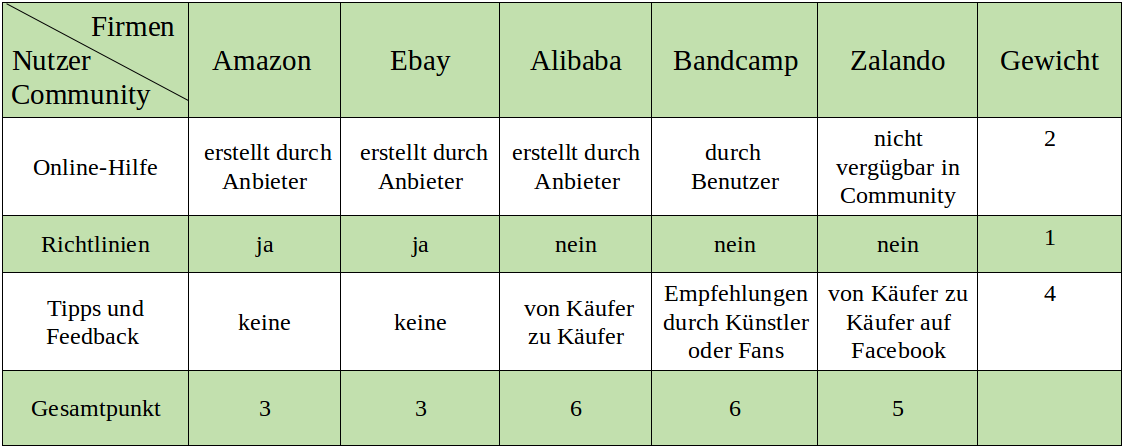 Firmen
Nutzer
Community
Amazon
Ebay
Alibaba
Bandcamp
Zalando
Gewicht
Online-Hilfe
erstellt durch
Anbieter
erstellt durch
Anbieter
erstellt durch
Anbieter
durch
Benutzer
nicht
vergügbar in
Community
2
Richtlinien
ja
ja
nein
nein
nein
1
Tipps und
Feedback
keine
keine
von Käufer
zu Käufer
Empfehlungen
durch Künstler
oder Fans
von Käufer zu
Käufer auf
Facebook
4
Gesamtpunkt
3
3
6
6
5